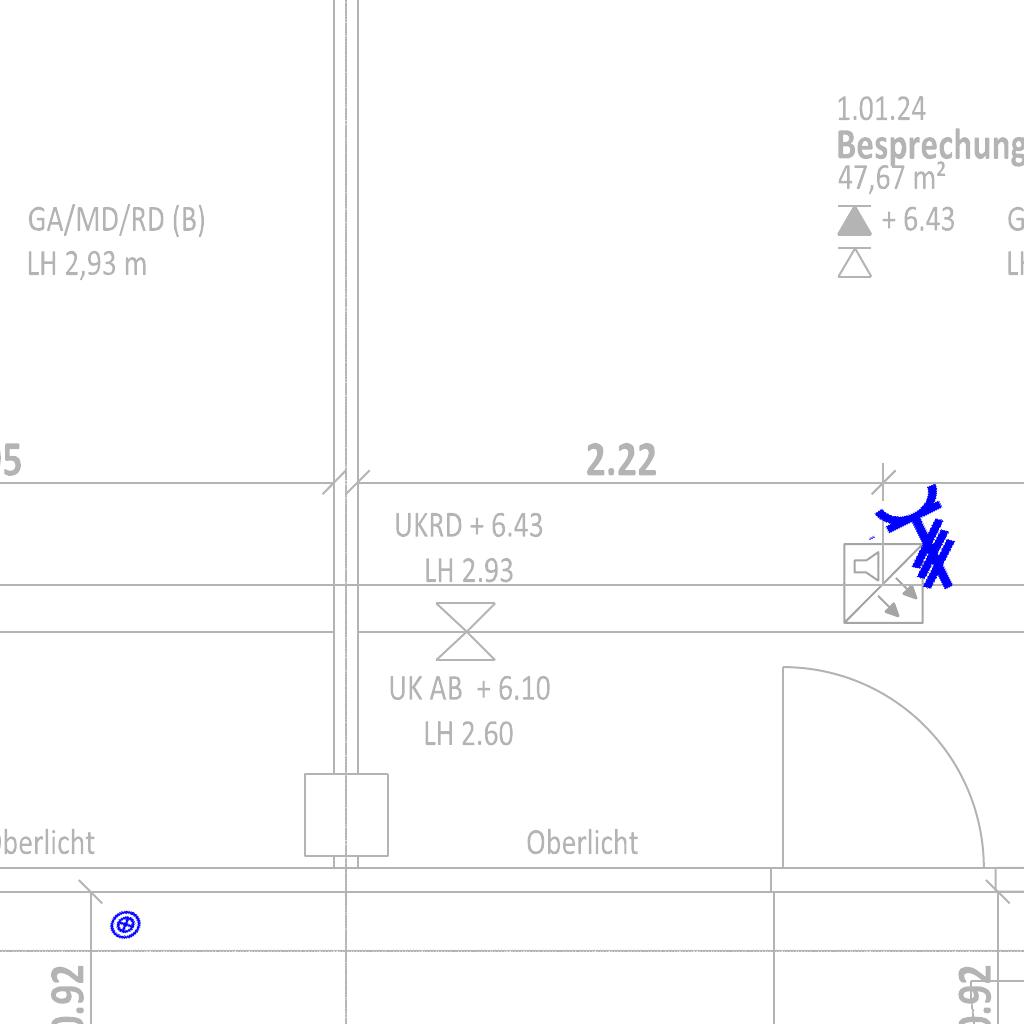 1.01.24
Besprechung
47,67 m²
+ 6.43
GA/MD/RD (B)
LH 2,93 m
2.22
UKRD + 6.43
LH 2.93
UK AB + 6.10
LH 2.60
Oberlicht